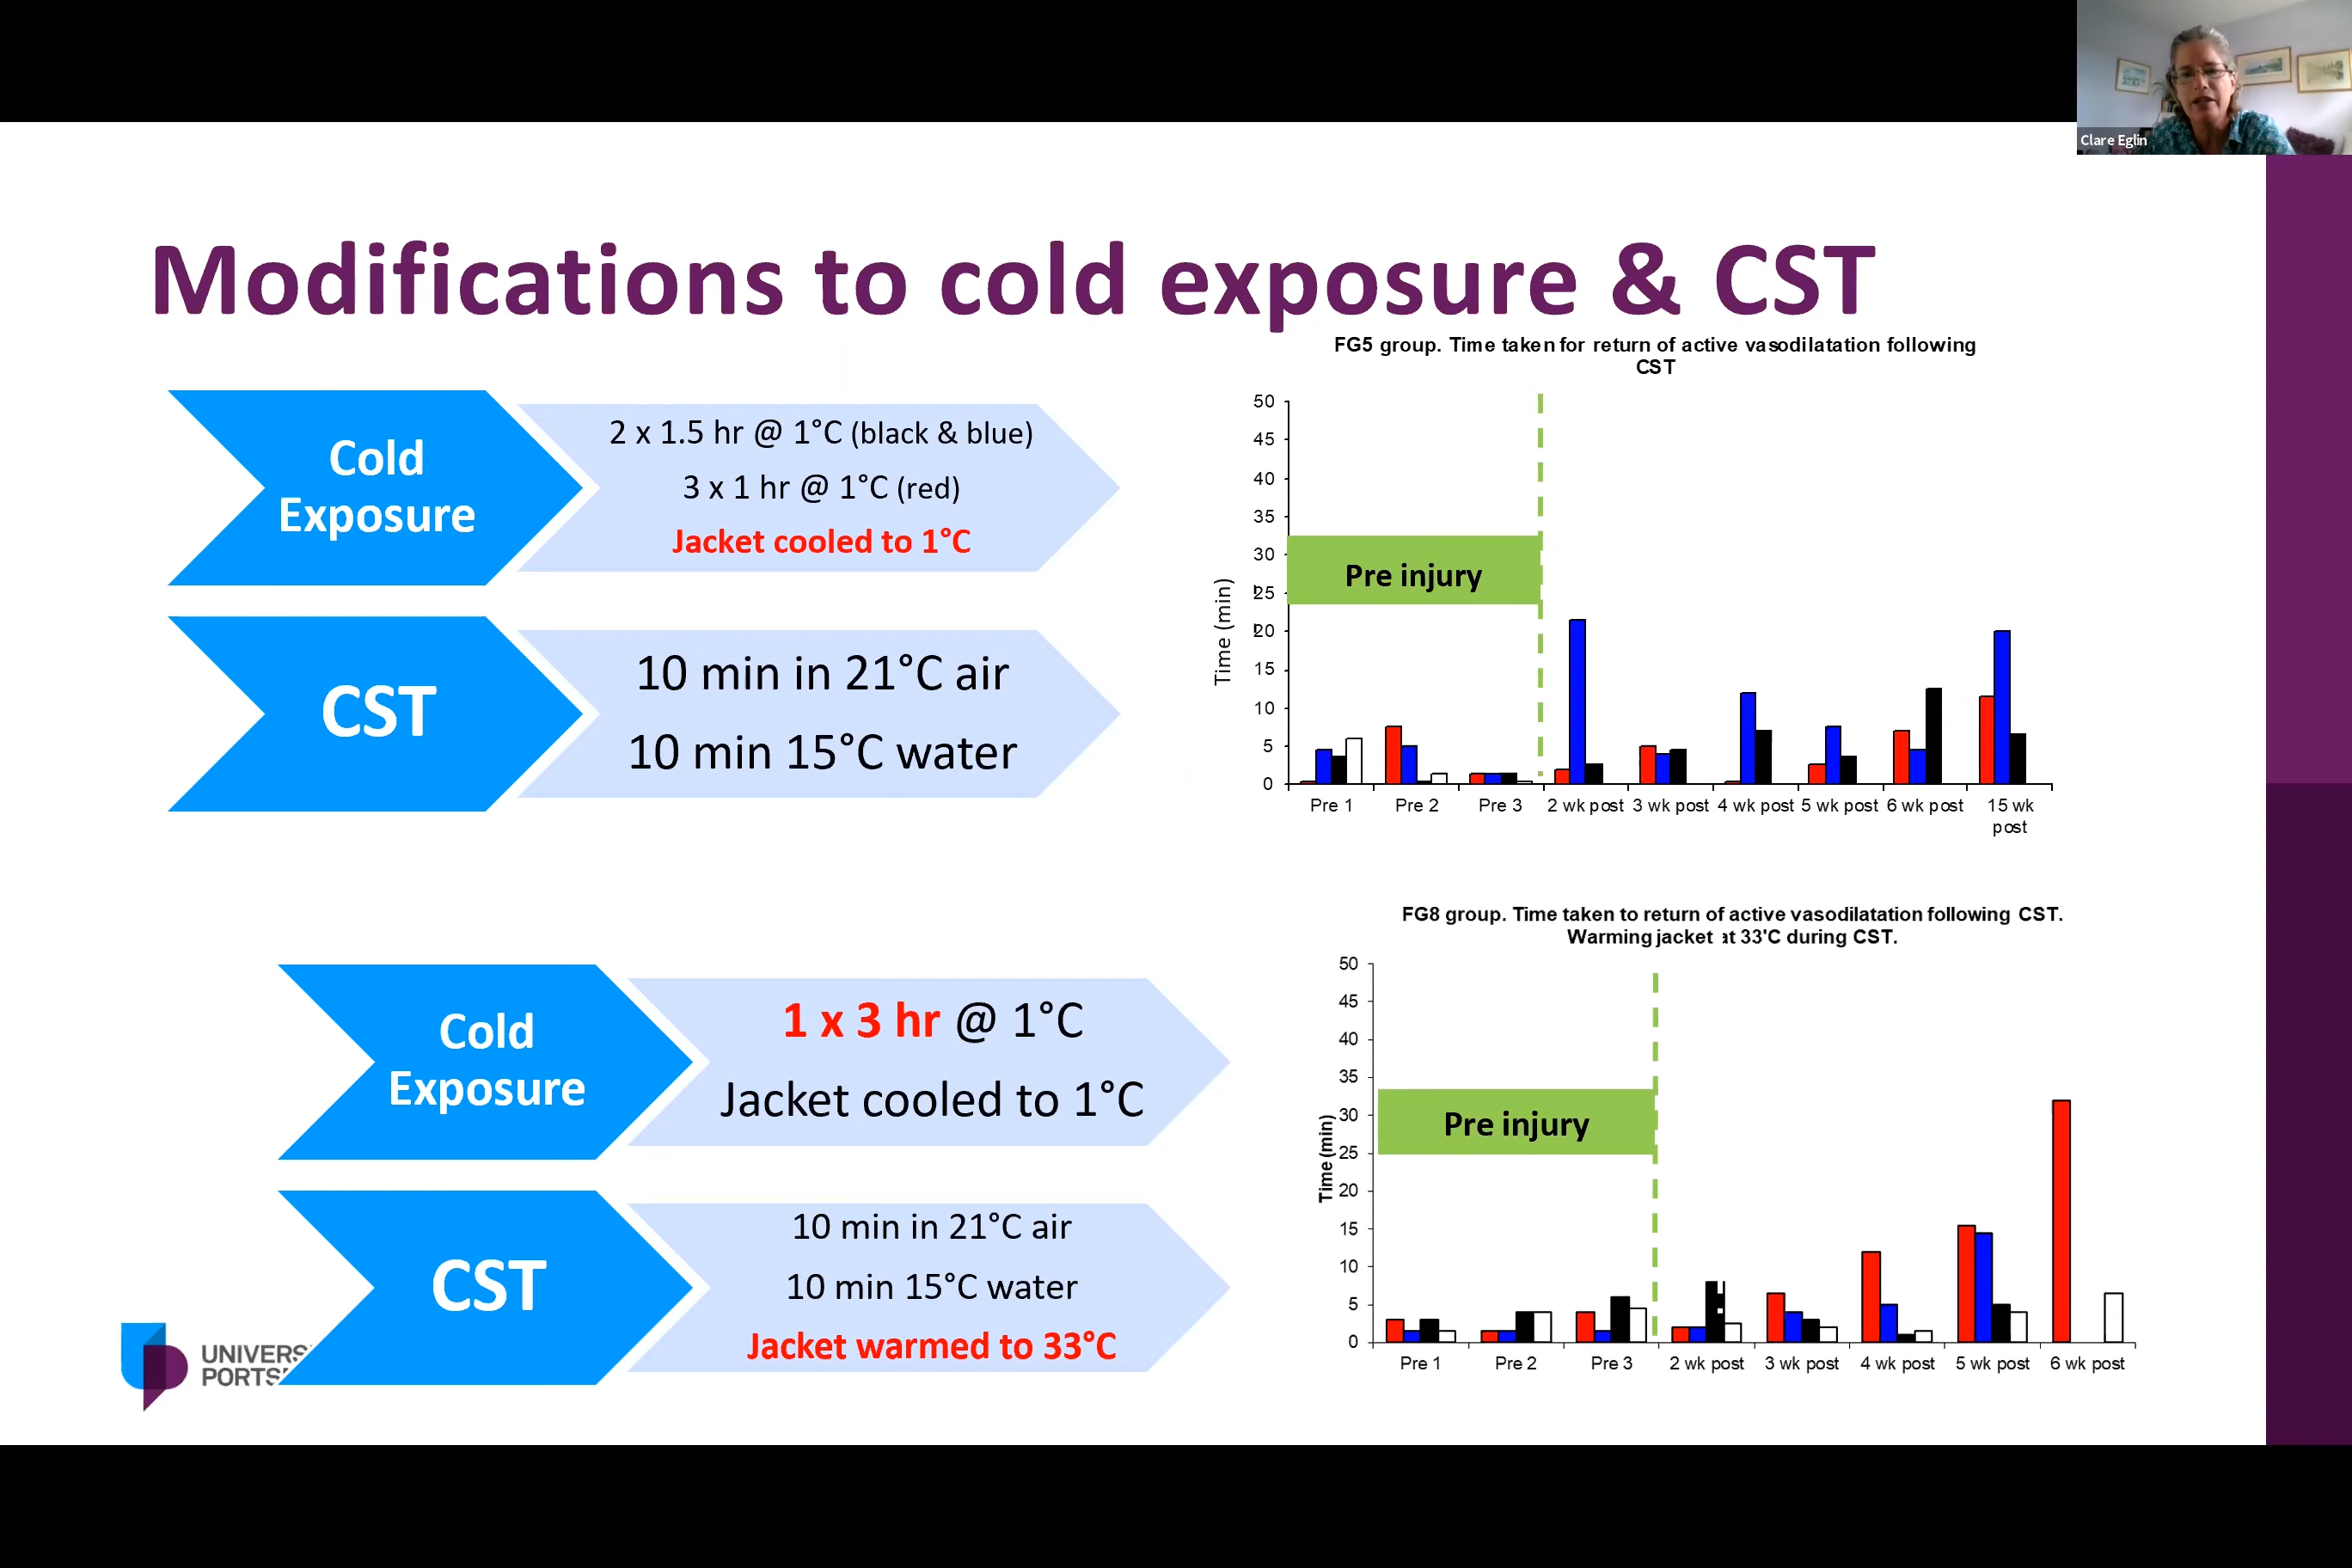 Clare Eglin
Modifications to cold exposure & CST
Cold
Exposure
2 x 1.5 hr @ 1°C (black & blue)
3 x 1 hr @ 1°C (red)
Jacket cooled to 1°C
CST
10 min in 21°C air
10 min 15°C water
FG5 group. Time taken for return of active vasodilatation following
CST
50
45
40
35
30
25
20
15
10
5
0
Time (min)
Pre injury
Pre 1 Pre 2 Pre 3 2 wk post 3 wk post 4 wk post 5 wk post 6 wk post 15 wk
post
Cold
Exposure
1 x 3 hr @ 1°C
Jacket cooled to 1°C
CST
10 min in 21°C air
10 min 15°C water
Jacket warmed to 33°C
FG8 group. Time taken to return of active vasodilatation following CST.
Warming jacket at 33'C during CST.
50
45
40
35
30
25
20
15
10
5
0
Time (min)
Pre injury
Pre 1 Pre 2 Pre 3 2 wk post 3 wk post 4 wk post 5 wk post 6 wk post
UNIVERS
PORTS